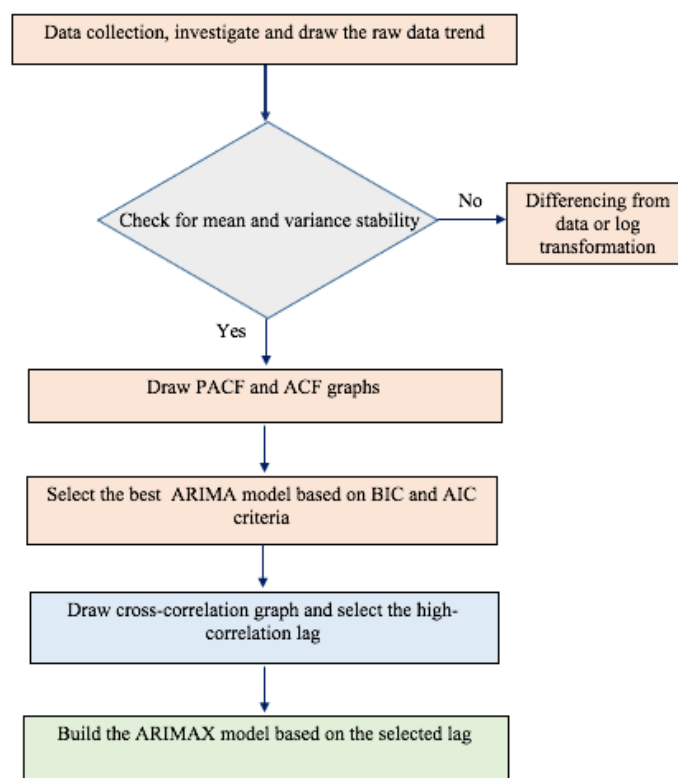 Data collection, investigate and draw the raw data trend
Check for mean and variance stability
No
Differencing from
data or log
transformation
Yes
Draw PACF and ACF graphs
Select the best ARIMA model based on BIC and AIC
criteria
Draw cross-correlation graph and select the high-
correlation lag
Build the ARIMAX model based on the selected lag